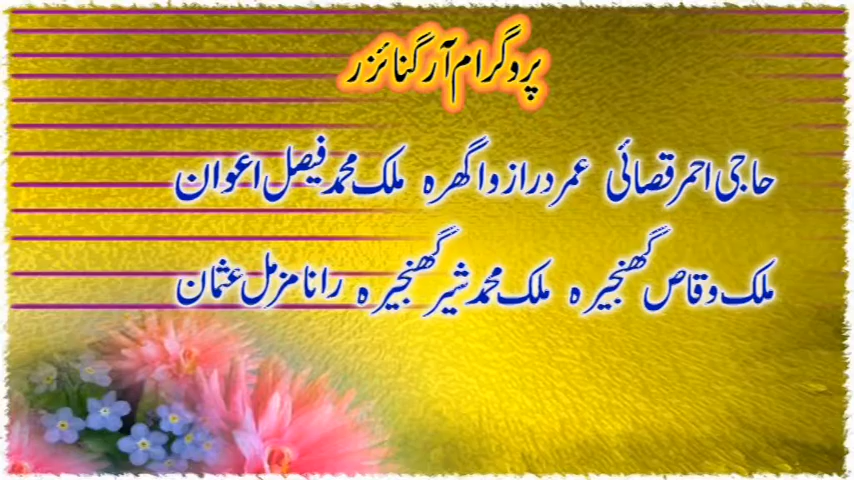 پروگرام آرگنائزر
حاجی احمر قصائی عمر دراز واگھرہ ملک محمد فیصل اعوان
ملک وقاص گھنجیرہ ملک محمد شیر گھنجیرہ رانا مزمل عثمان